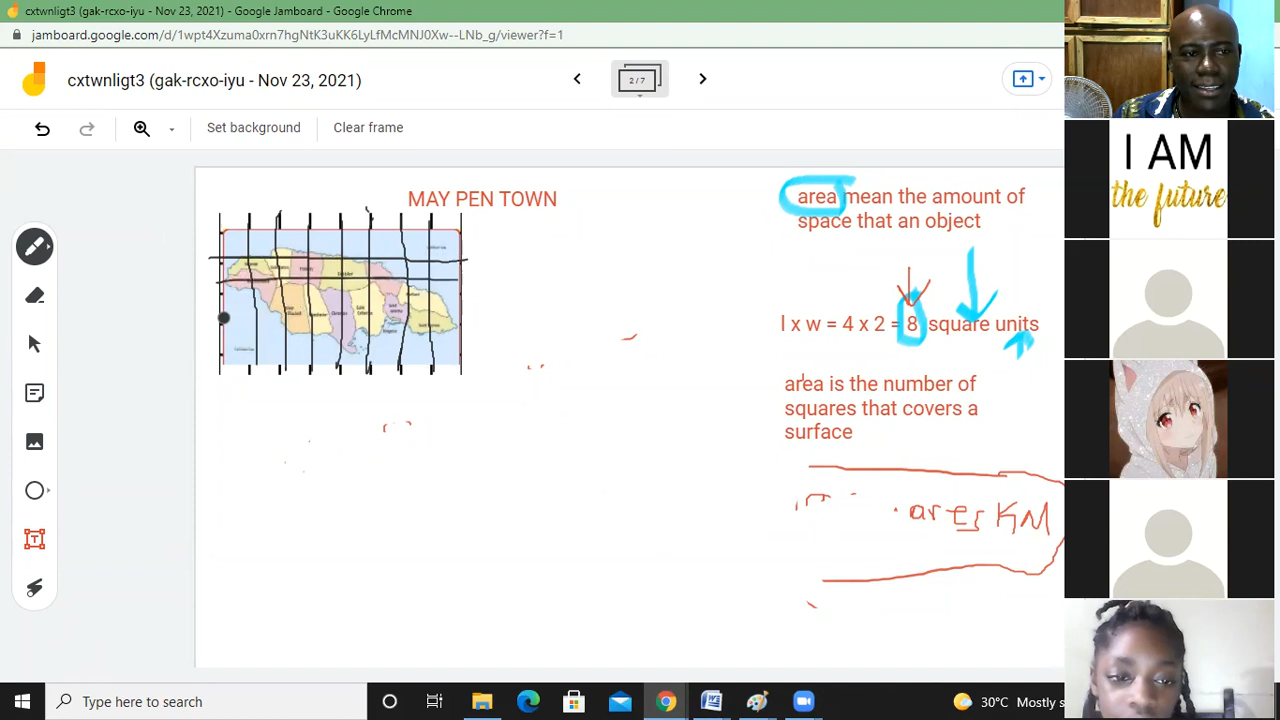 cxtwnligt3 (gak-rcxo-iyu - Nov 23, 2021) - Google Jamboard - Google Chrome
jamboard.google.com/d/1wpt4Xzuma0xrn7hgNtK3uKK6LWFMcMNJ0Xw--LNb_g/viewer?f=1
cxtwnligt3 (gak-rcxo-iyu - Nov 23, 2021)
2 / 7
Set background
Clear frame
MAY PEN TOWN
area mean the amount of
space that an object
l x w = 4 x 2 = 8 square units
area is the number of
squares that covers a
surface
ares KM
I AM
the future
Type here to search
30°C Mostly s